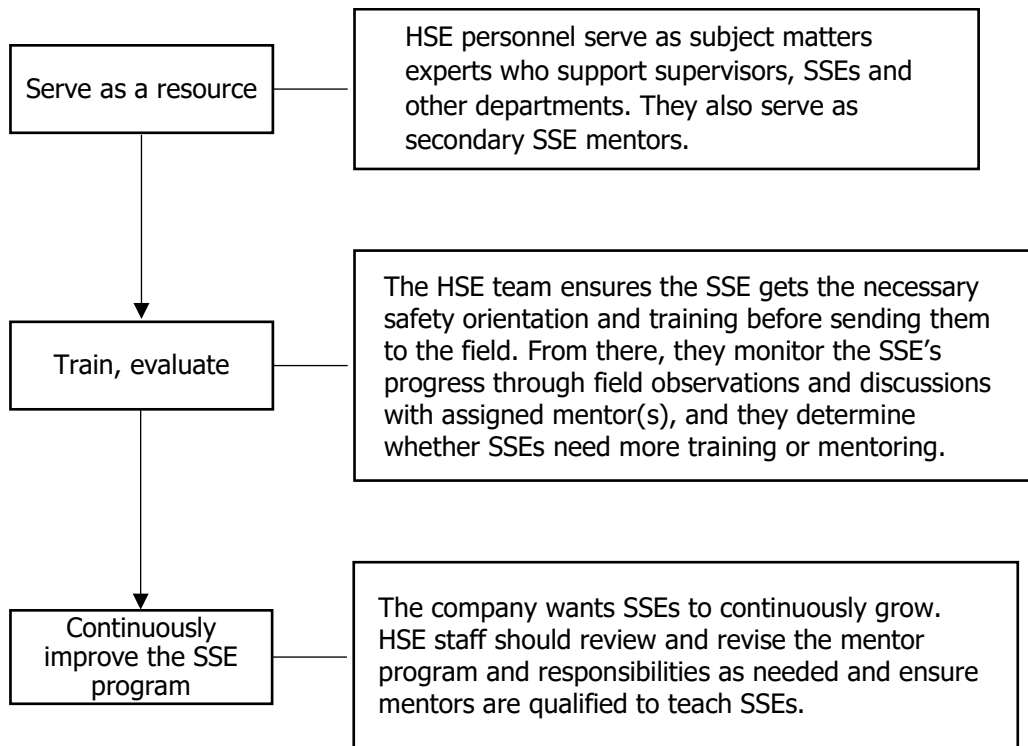 Serve as a resource
HSE personnel serve as subject matters
experts who support supervisors, SSEs and
other departments. They also serve as
secondary SSE mentors.
Train, evaluate
The HSE team ensures the SSE gets the necessary
safety orientation and training before sending them
to the field. From there, they monitor the SSE's
progress through field observations and discussions
with assigned mentor(s), and they determine
whether SSEs need more training or mentoring.
Continuously
improve the SSE
program
The company wants SSEs to continuously grow.
HSE staff should review and revise the mentor
program and responsibilities as needed and ensure
mentors are qualified to teach SSEs.